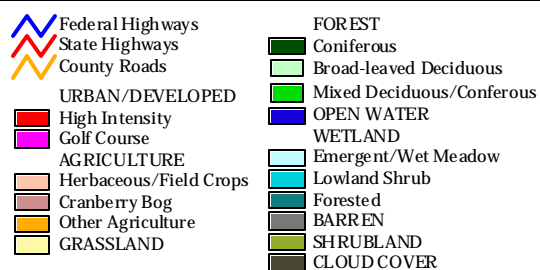 Federal Highways
State Highways
County Roads
URBAN/DEVELOPED
High Intensity
Golf Course
AGRICULTURE
Herbaceous/Field Crops
Cranberry Bog
Other Agriculture
GRASSLAND
FOREST
Coniferous
Broad-leaved Deciduous
Mixed Deciduous/Conferous
OPEN WATER
WETLAND
Emergent/Wet Meadow
Lowland Shrub
Forested
BARREN
SHRUBLAND
CLOUD COVER